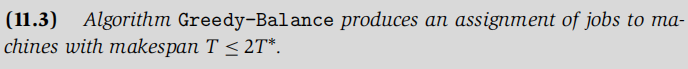 (11.3) Algorithm Greedy-Balance produces an assignment of jobs to ma-
chines with makespan T ≤ 2T*.